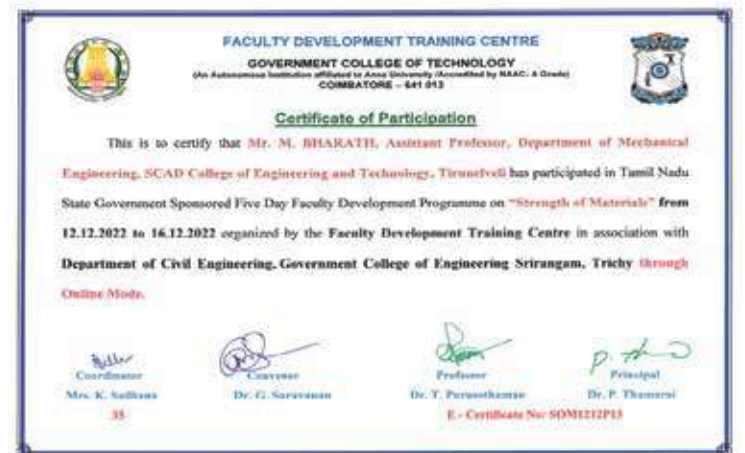 FACULTY DEVELOPMENT TRAINING CENTRE
GOVERNMENT COLLEGE OF TECHNOLOGY
(An Autonomous Institution affiliated to Anna University /Accredited by NAAC: A Grade)
COIMBATORE – 641 013
Certificate of Participation
This is to certify that Mr. M. BHARATH, Assistant Professor, Department of Mechanical
Engineering, SCAD College of Engineering and Technology, Tirunelveli has participated in Tamil Nadu
State Government Sponsored Five Day Faculty Development Programme on “Strength of Materials” from
12.12.2022 to 16.12.2022 organized by the Faculty Development Training Centre in association with
Department of Civil Engineering, Government College of Engineering Srirangam, Trichy through
Online Mode.
Coordinator Convenor Professor Principal
Mrs. K. Sadhana Dr. G. Saravanan Dr. T. Purusothaman Dr. P. Thamarai
35 E - Certificate No: SOM1212P13